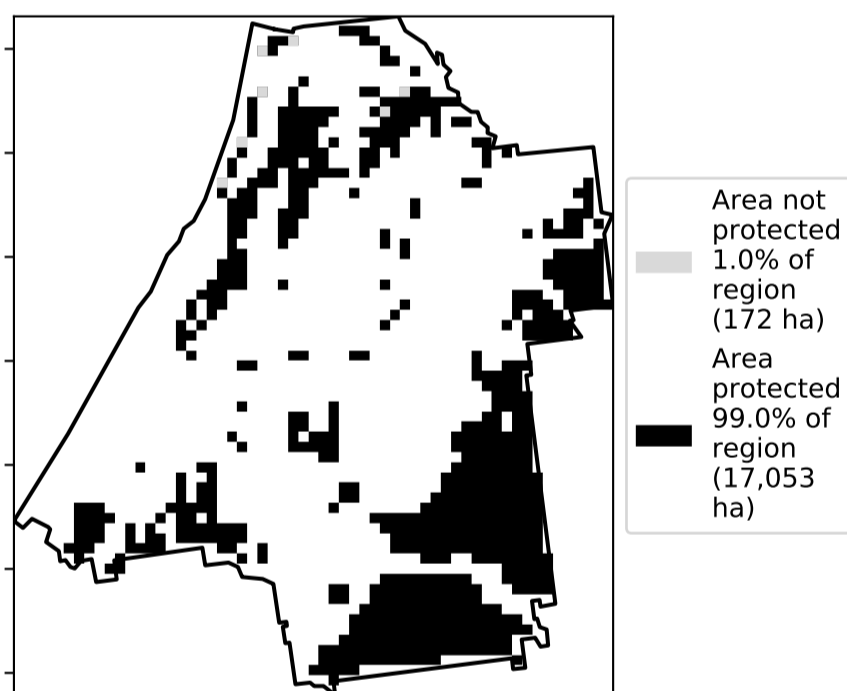 Area not
protected
1.0% of
region
(172 ha)
Area
protected
99.0% of
region
(17,053
ha)